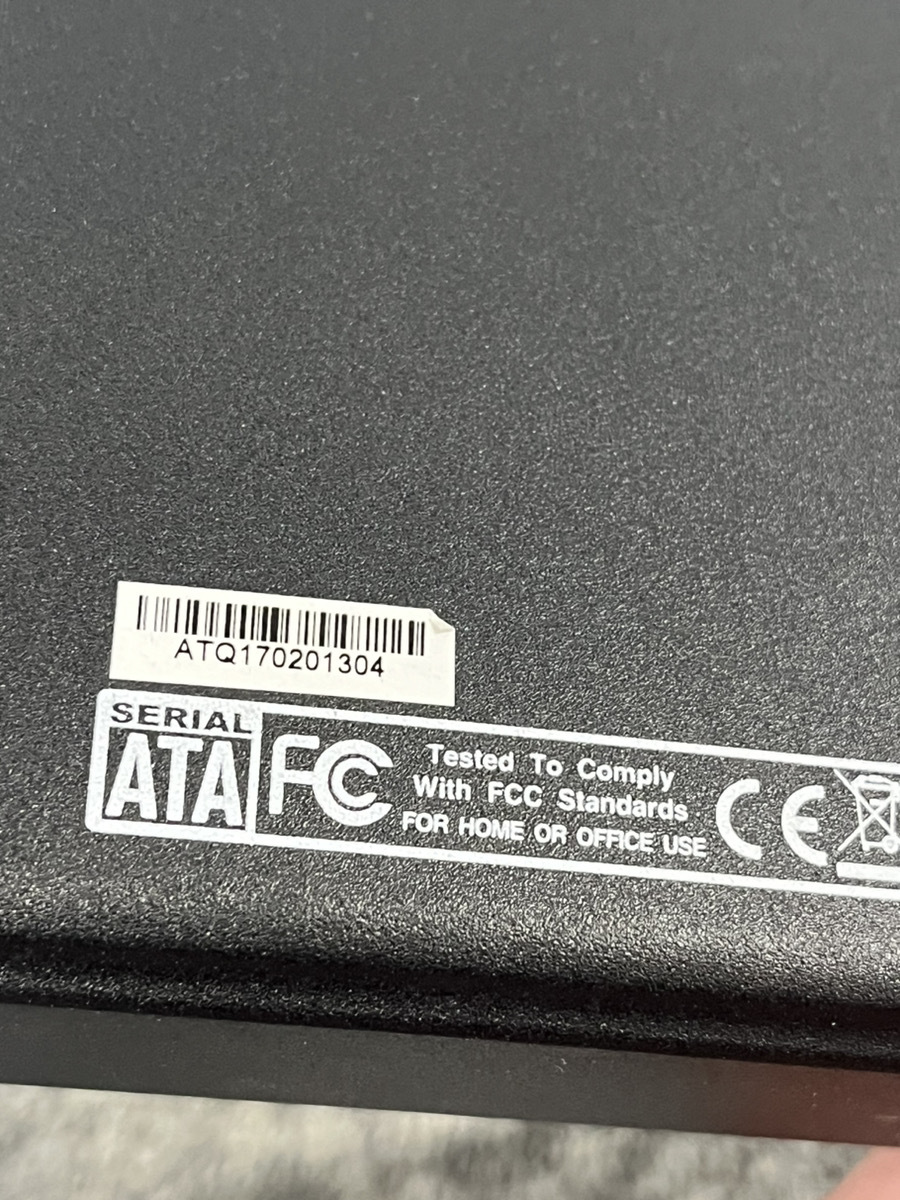 ATQ170201304
SERIAL
ATA
FC
Tested To Comply
With FCC Standards
FOR HOME OR OFFICE USE
CE